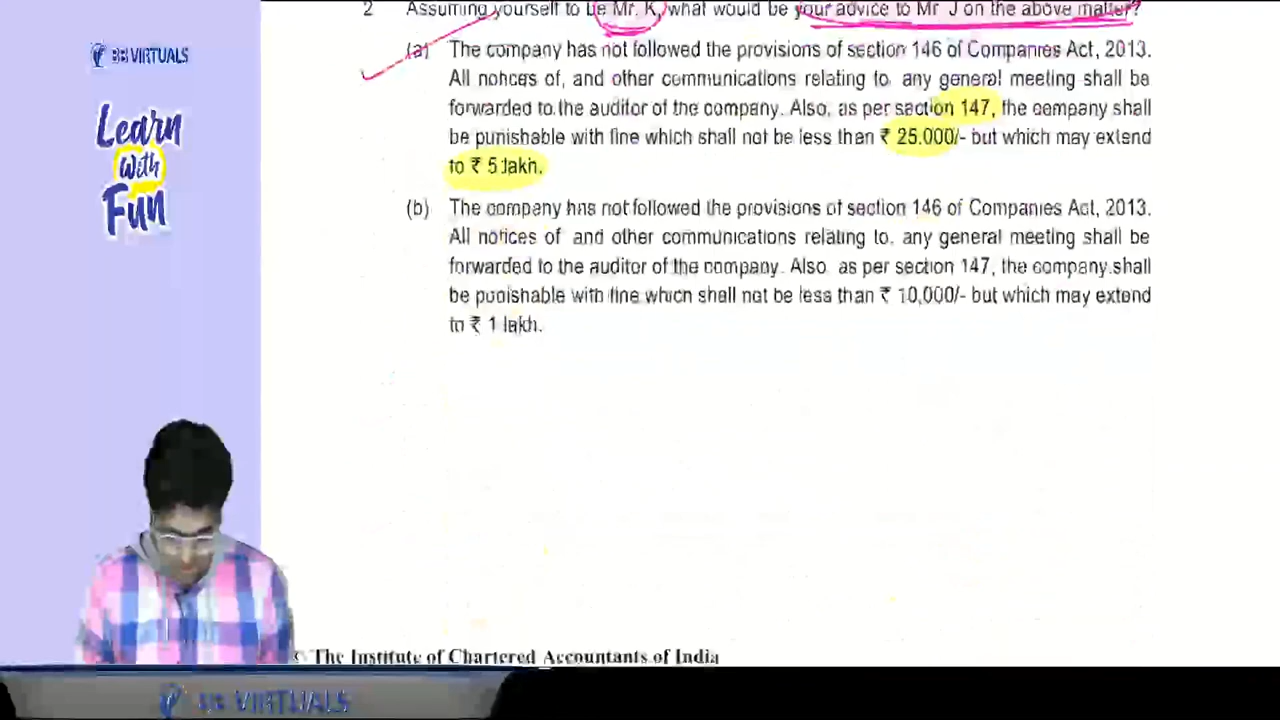 2 Assuming yourself to be Mr. K, what would be your advice to Mr J on the above matter?
BB VIRTUALS
(a) The company has not followed the provisions of section 146 of Companies Act, 2013.
All notices of, and other communications relating to, any general meeting shall be
forwarded to the auditor of the company. Also, as per section 147, the company shall
be punishable with fine which shall not be less than ₹ 25,000/- but which may extend
to ₹ 5 lakh.
Learn
With
Fun
(b) The company has not followed the provisions of section 146 of Companies Act, 2013.
All notices of and other communications relating to, any general meeting shall be
forwarded to the auditor of the company. Also as per section 147, the company shall
be punishable with fine which shall not be less than ₹ 10,000/- but which may extend
to ₹ 1 lakh.
© The Institute of Chartered Accountants of India
BB VIRTUALS